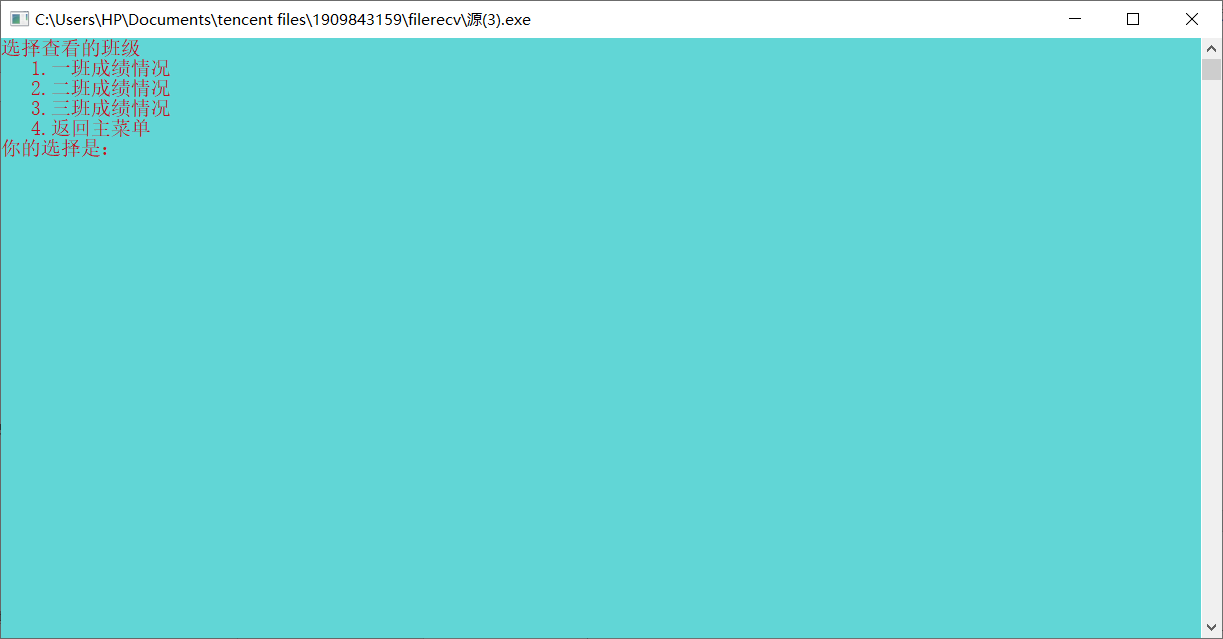 C:\Users\HP\Documents\tencent files\1909843159\filerecv\源(3).exe
选择查看的班级
1.一班成绩情况
2.二班成绩情况
3.三班成绩情况
4.返回主菜单
你的选择是：